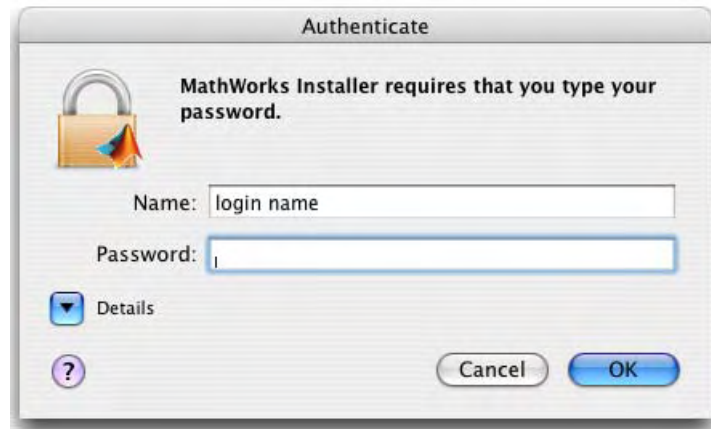 Authenticate
MathWorks Installer requires that you type your
password.
Name: login name
Password:
Details
?
Cancel OK